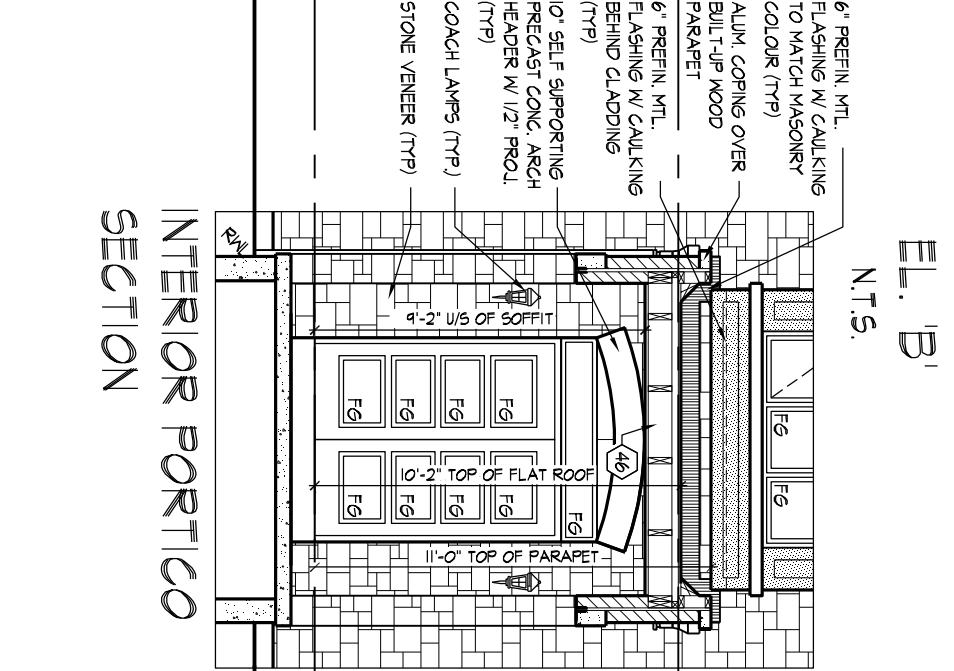 EL. 'B'
N.T.S.
6" PREFIN. MTL.
FLASHING W/ CAULKING
TO MATCH MASONRY
COLOUR (TYP)
ALUM. COPING OVER
BUILT-UP WOOD
PARAPET
6" PREFIN. MTL.
FLASHING W/ CAULKING
BEHIND CLADDING
(TYP)
10" SELF SUPPORTING
PRECAST CONC. ARCH
HEADER W/ 1/2" PROJ.
(TYP)
COACH LAMPS (TYP.)
STONE VENEER (TYP)
FG
FG
46
9'-2" U/S OF SOFFIT
10'-2" TOP OF FLAT ROOF
11'-0" TOP OF PARAPET
FG
FG
FG
FG
FG
FG
FG
FG
FG
RWL
INTERIOR PORTICO
SECTION